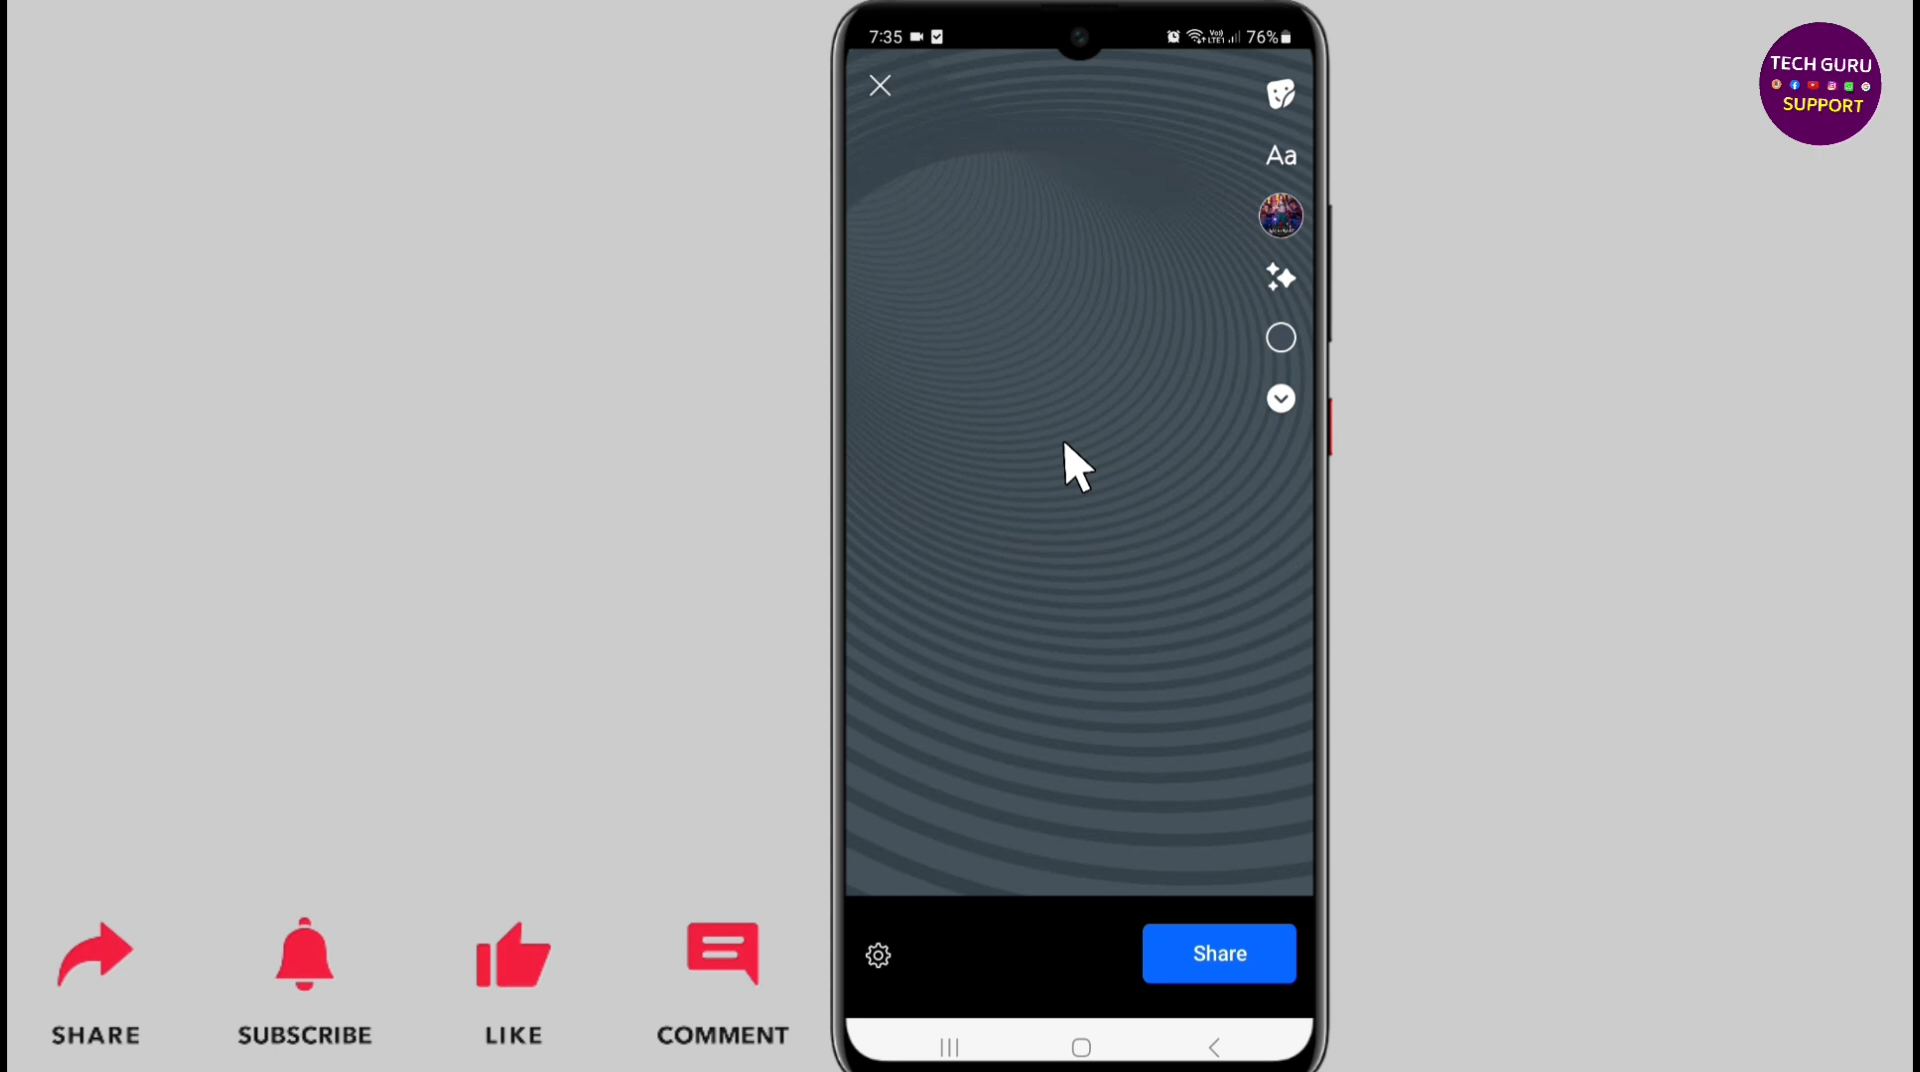 7:35
76%
TECH GURU
SUPPORT
Aa
Share
SHARE
SUBSCRIBE
LIKE
COMMENT